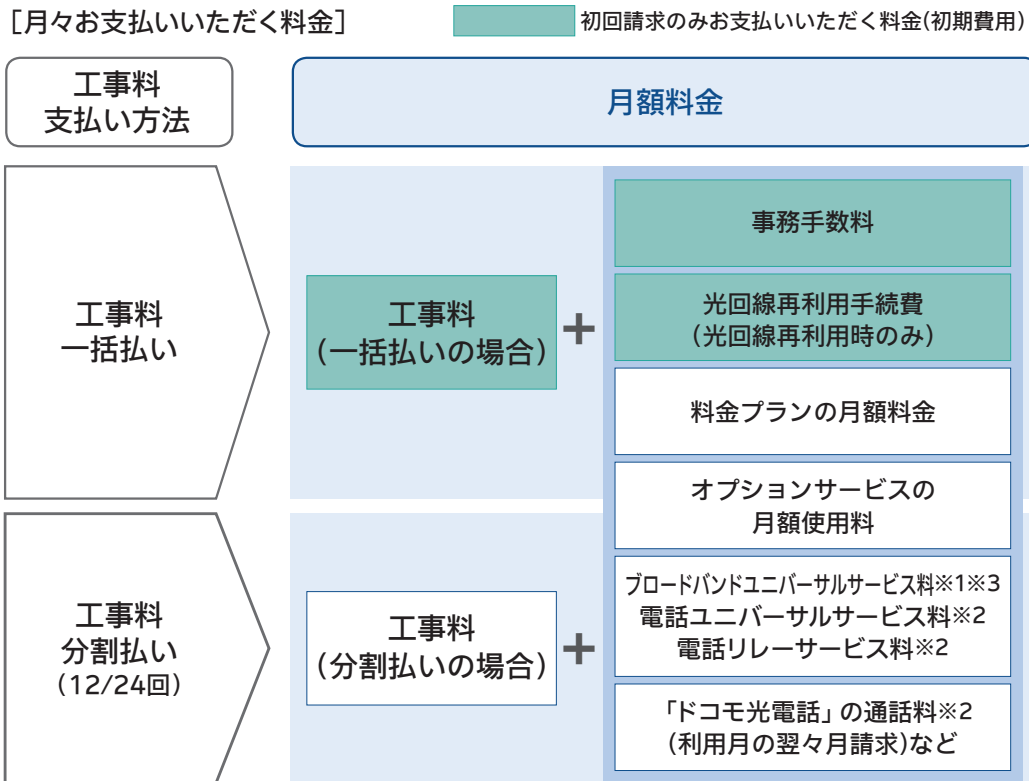 ［月々お支払いいただく料金］
初回請求のみお支払いいただく料金(初期費用)
工事料
支払い方法
月額料金
工事料
一括払い
工事料
（一括払いの場合）
+
事務手数料
光回線再利用手続費
（光回線再利用時のみ）
料金プランの月額料金
オプションサービスの
月額使用料
工事料
分割払い
(12/24回)
工事料
（分割払いの場合）
+
ブロードバンドユニバーサルサービス料※1※3
電話ユニバーサルサービス料※2
電話リレーサービス料※2
「ドコモ光電話」の通話料※2
(利用月の翌々月請求)など